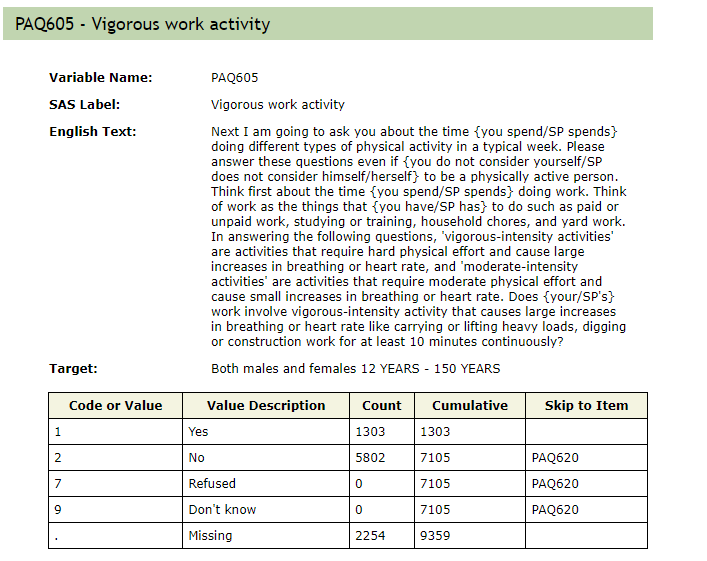 PAQ605 - Vigorous work activity
Variable Name: PAQ605
SAS Label: Vigorous work activity
English Text: Next I am going to ask you about the time {you spend/SP spends}
doing different types of physical activity in a typical week. Please
answer these questions even if {you do not consider yourself/SP
does not consider himself/herself} to be a physically active person.
Think first about the time {you spend/SP spends} doing work. Think
of work as the things that {you have/SP has} to do such as paid or
unpaid work, studying or training, household chores, and yard work.
In answering the following questions, 'vigorous-intensity activities'
are activities that require hard physical effort and cause large
increases in breathing or heart rate, and 'moderate-intensity
activities' are activities that require moderate physical effort and
cause small increases in breathing or heart rate. Does {your/SP's}
work involve vigorous-intensity activity that causes large increases
in breathing or heart rate like carrying or lifting heavy loads, digging
or construction work for at least 10 minutes continuously?
Target: Both males and females 12 YEARS - 150 YEARS
Code or Value Value Description Count Cumulative Skip to Item
1 Yes 1303 1303
2 No 5802 7105 PAQ620
7 Refused 0 7105 PAQ620
9 Don't know 0 7105 PAQ620
. Missing 2254 9359